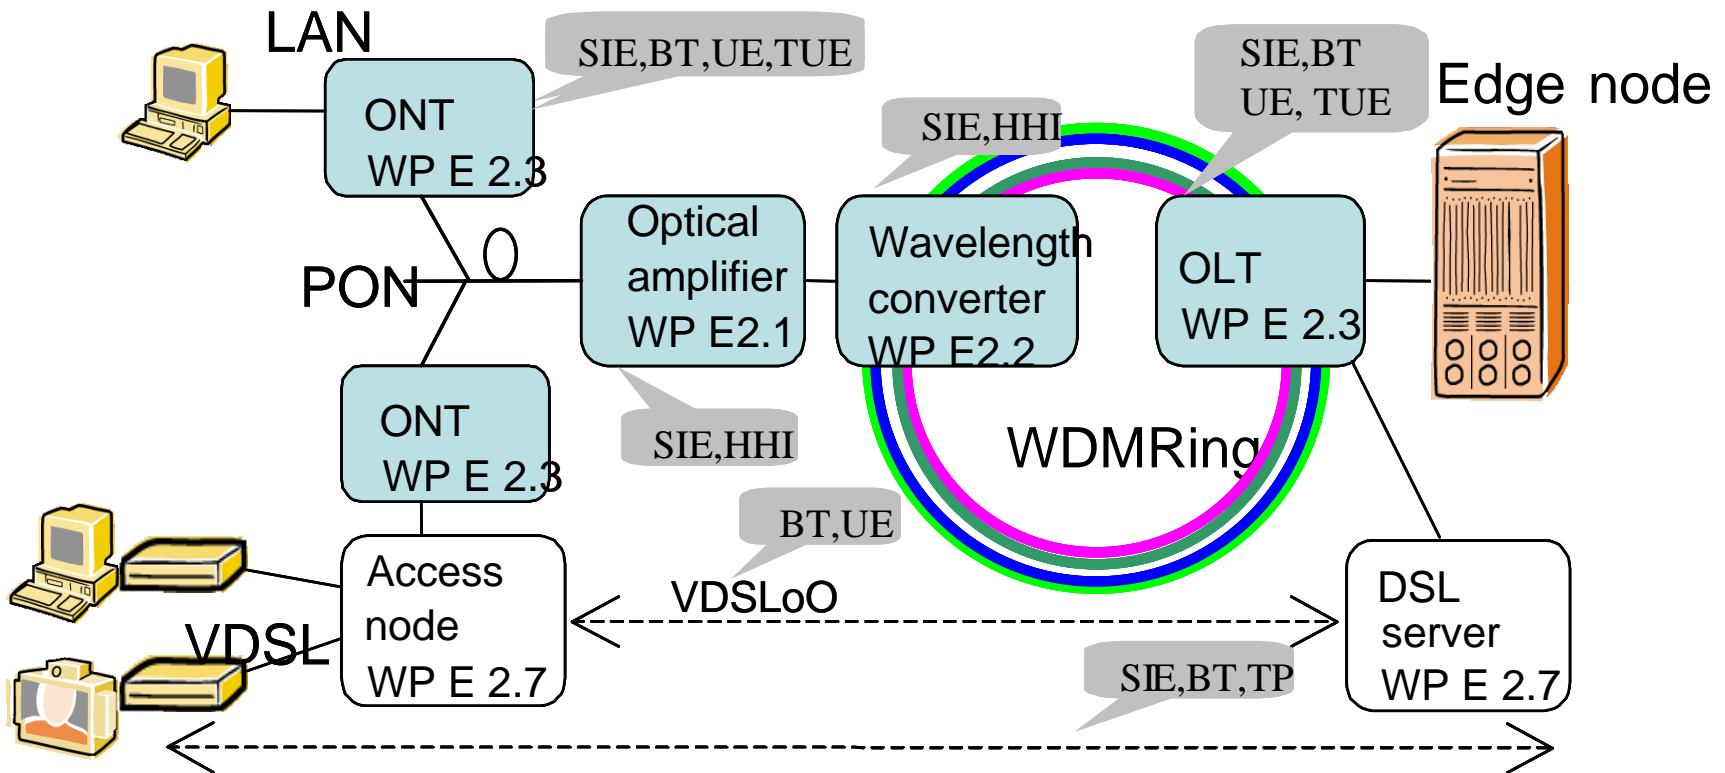 LAN
SIE,BT,UE,TUE
SIE,BT
UE, TUE
Edge node
ONT
WP E 2.3
SIE,HHI
Optical
amplifier
WP E2.1
Wavelength
converter
WP E2.2
OLT
WP E 2.3
PON
ONT
WP E 2.3
SIE,HHI
WDMRing
BT,UE
VDSLoO
Access
node
WP E 2.7
VDSL
DSL
server
WP E 2.7
SIE,BT,TP